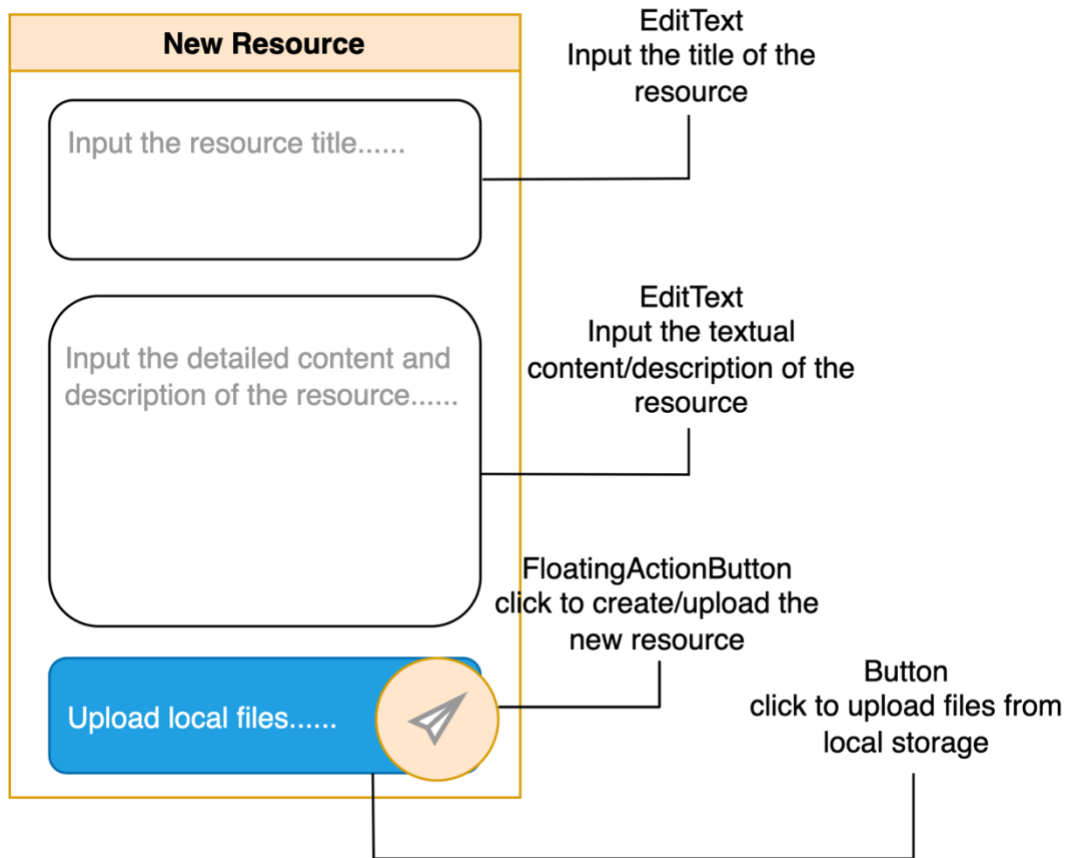 New Resource
Input the resource title......
Input the detailed content and
description of the resource......
Upload local files......
EditText
Input the title of the
resource
EditText
Input the textual
content/description of the
resource
FloatingActionButton
click to create/upload the
new resource
Button
click to upload files from
local storage